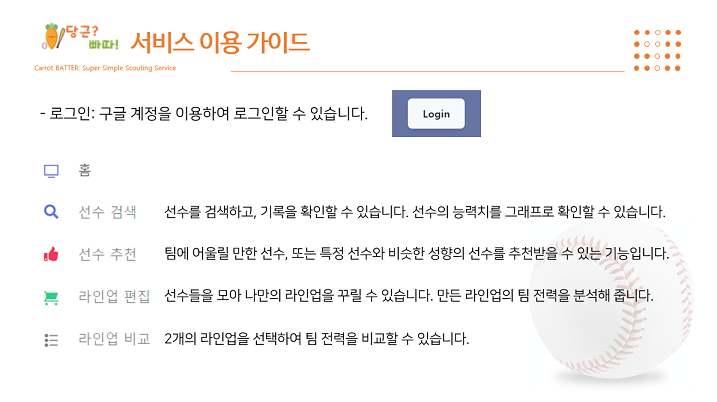 당근?
빠따!
서비스 이용 가이드
Carrot BATTER: Super Simple Scouting Service
- 로그인: 구글 계정을 이용하여 로그인할 수 있습니다.
Login
홈
선수 검색 선수를 검색하고, 기록을 확인할 수 있습니다. 선수의 능력치를 그래프로 확인할 수 있습니다.
선수 추천 팀에 어울릴 만한 선수, 또는 특정 선수와 비슷한 성향의 선수를 추천받을 수 있는 기능입니다.
라인업 편집 선수들을 모아 나만의 라인업을 꾸릴 수 있습니다. 만든 라인업의 팀 전력을 분석해 줍니다.
라인업 비교 2개의 라인업을 선택하여 팀 전력을 비교할 수 있습니다.